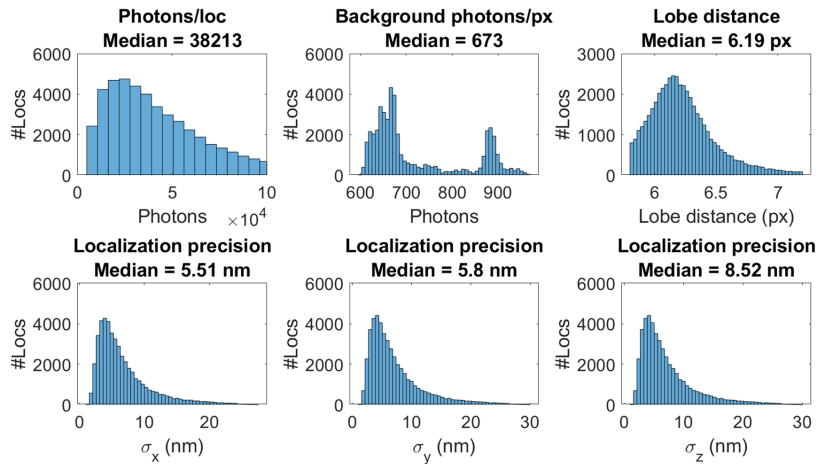 Photons/loc
Median = 38213
6000
4000
2000
0
#Locs
0
5
10
Photons
×10⁴
Background photons/px
Median = 673
6000
4000
2000
0
#Locs
600
700
800
900
Photons
Lobe distance
Median = 6.19 px
3000
2000
1000
0
#Locs
6
6.5
7
Lobe distance (px)
Localization precision
Median = 5.51 nm
6000
4000
2000
0
#Locs
0
10
20
σx (nm)
Localization precision
Median = 5.8 nm
6000
4000
2000
0
#Locs
0
10
20
30
σy (nm)
Localization precision
Median = 8.52 nm
6000
4000
2000
0
#Locs
0
10
20
30
σz (nm)